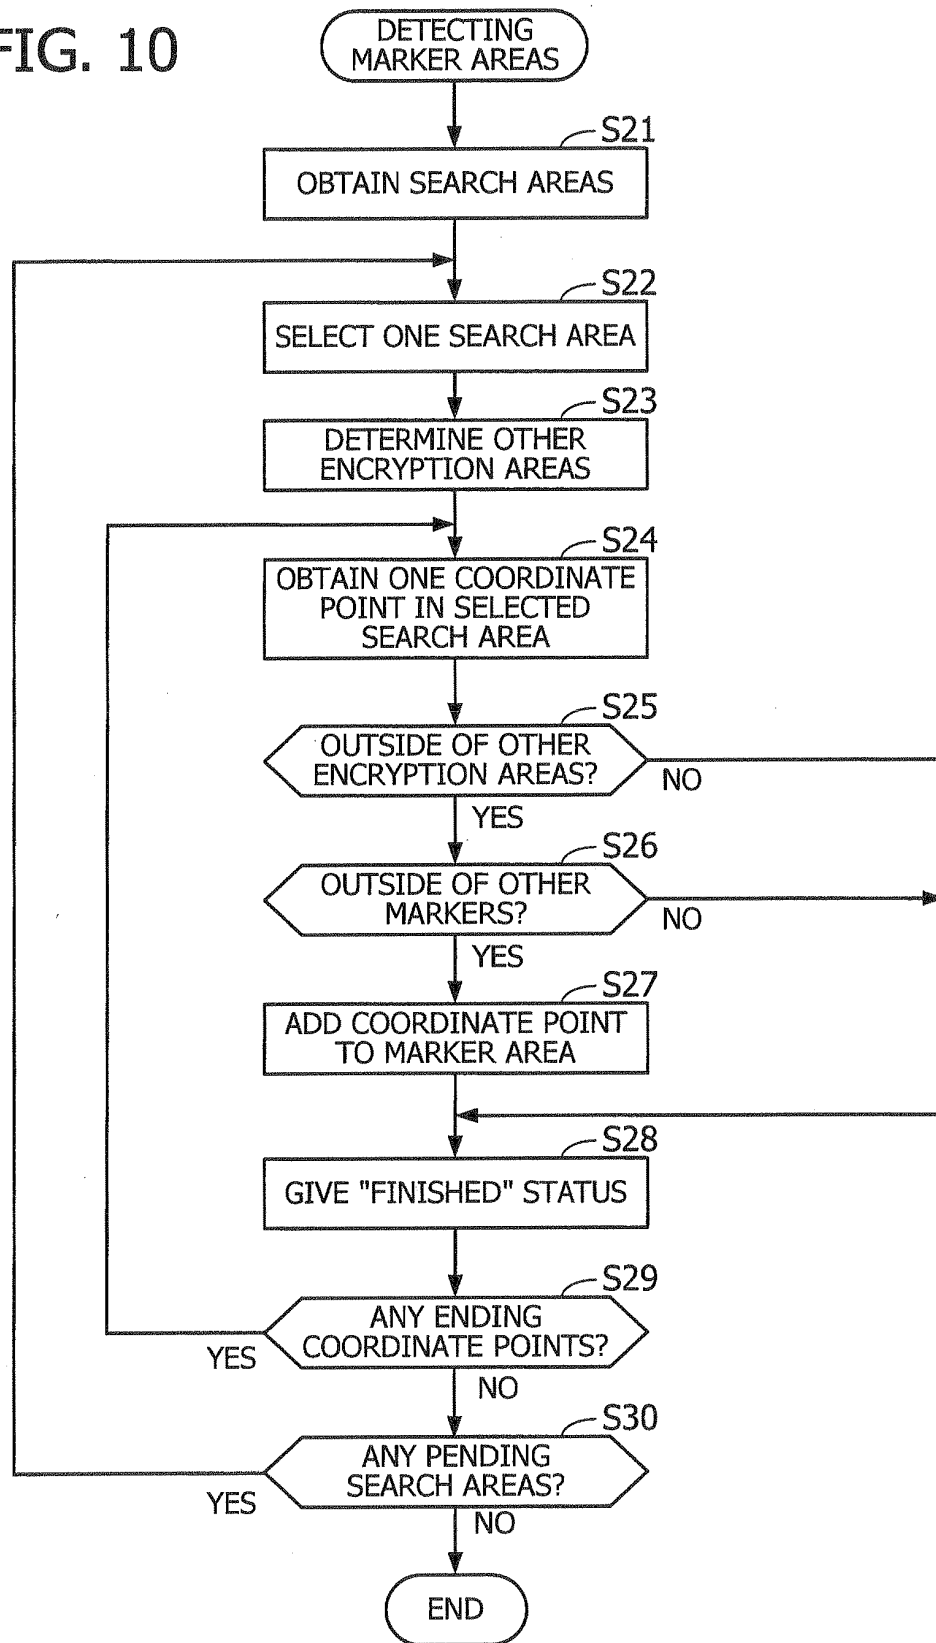 FIG. 10
DETECTING
MARKER AREAS
S21
OBTAIN SEARCH AREAS
S22
SELECT ONE SEARCH AREA
S23
DETERMINE OTHER
ENCRYPTION AREAS
S24
OBTAIN ONE COORDINATE
POINT IN SELECTED
SEARCH AREA
S25
OUTSIDE OF OTHER
ENCRYPTION AREAS?
NO
YES
S26
OUTSIDE OF OTHER
MARKERS?
NO
YES
S27
ADD COORDINATE POINT
TO MARKER AREA
S28
GIVE "FINISHED" STATUS
S29
ANY ENDING
COORDINATE POINTS?
YES
NO
S30
ANY PENDING
SEARCH AREAS?
YES
NO
END